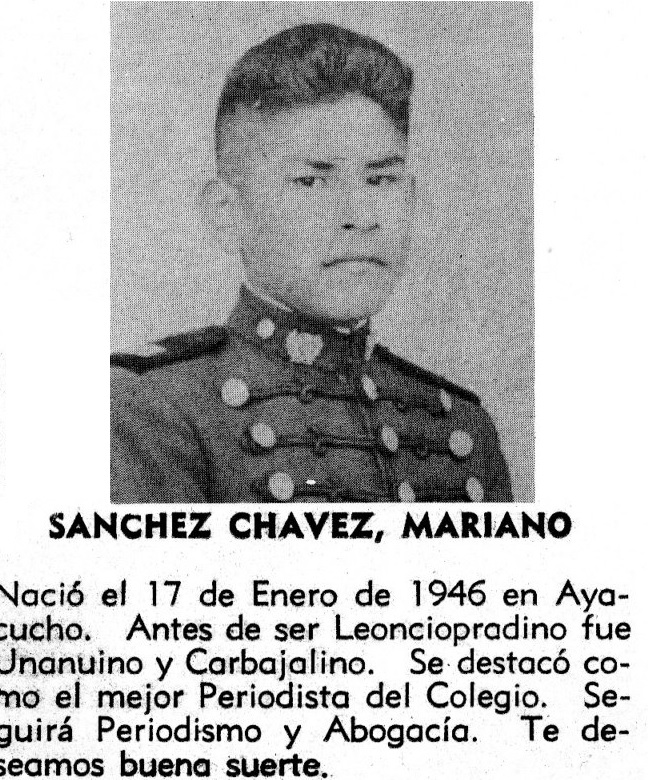 SANCHEZ CHAVEZ, MARIANO
Nació el 17 de Enero de 1946 en Aya-
cucho. Antes de ser Leonciopradino fue
Unanuino y Carbajalino. Se destacó co-
mo el mejor Periodista del Colegio. Se-
guirá Periodismo y Abogacía. Te de-
seamos buena suerte.